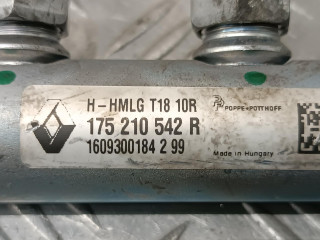 H-HMLG T18 10R
POPPE+POTTHOFF
175 210 542 R
1609300184 2 99
Made in Hungary